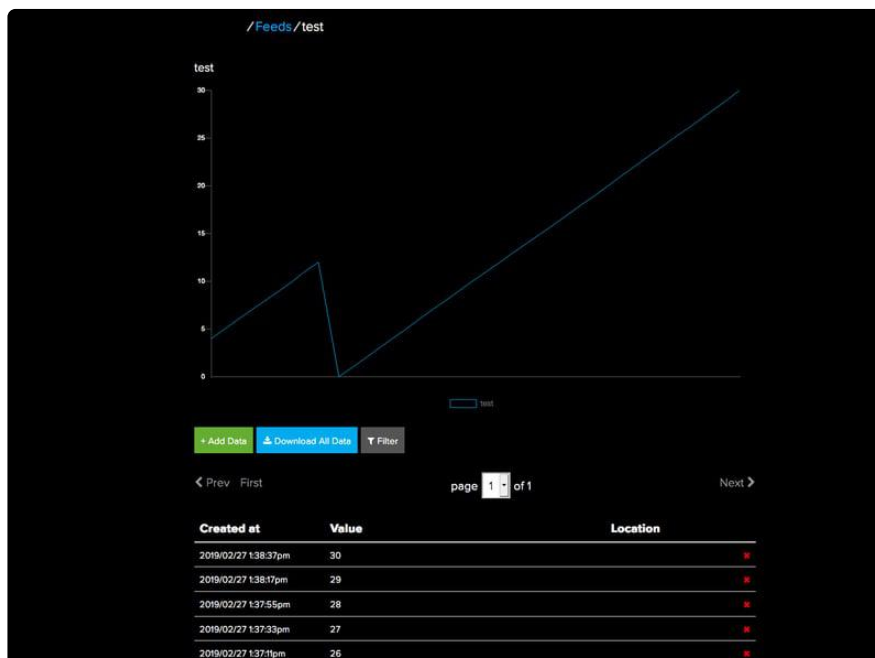 /Feeds/test
test
30
25
20
15
10
5
0
test
+ Add Data Download All Data Filter
Prev First page 1 of 1 Next
Created at Value Location
2019/02/27 1:38:37pm 30
2019/02/27 1:38:17pm 29
2019/02/27 1:37:55pm 28
2019/02/27 1:37:33pm 27
2019/02/27 1:37:11pm 26